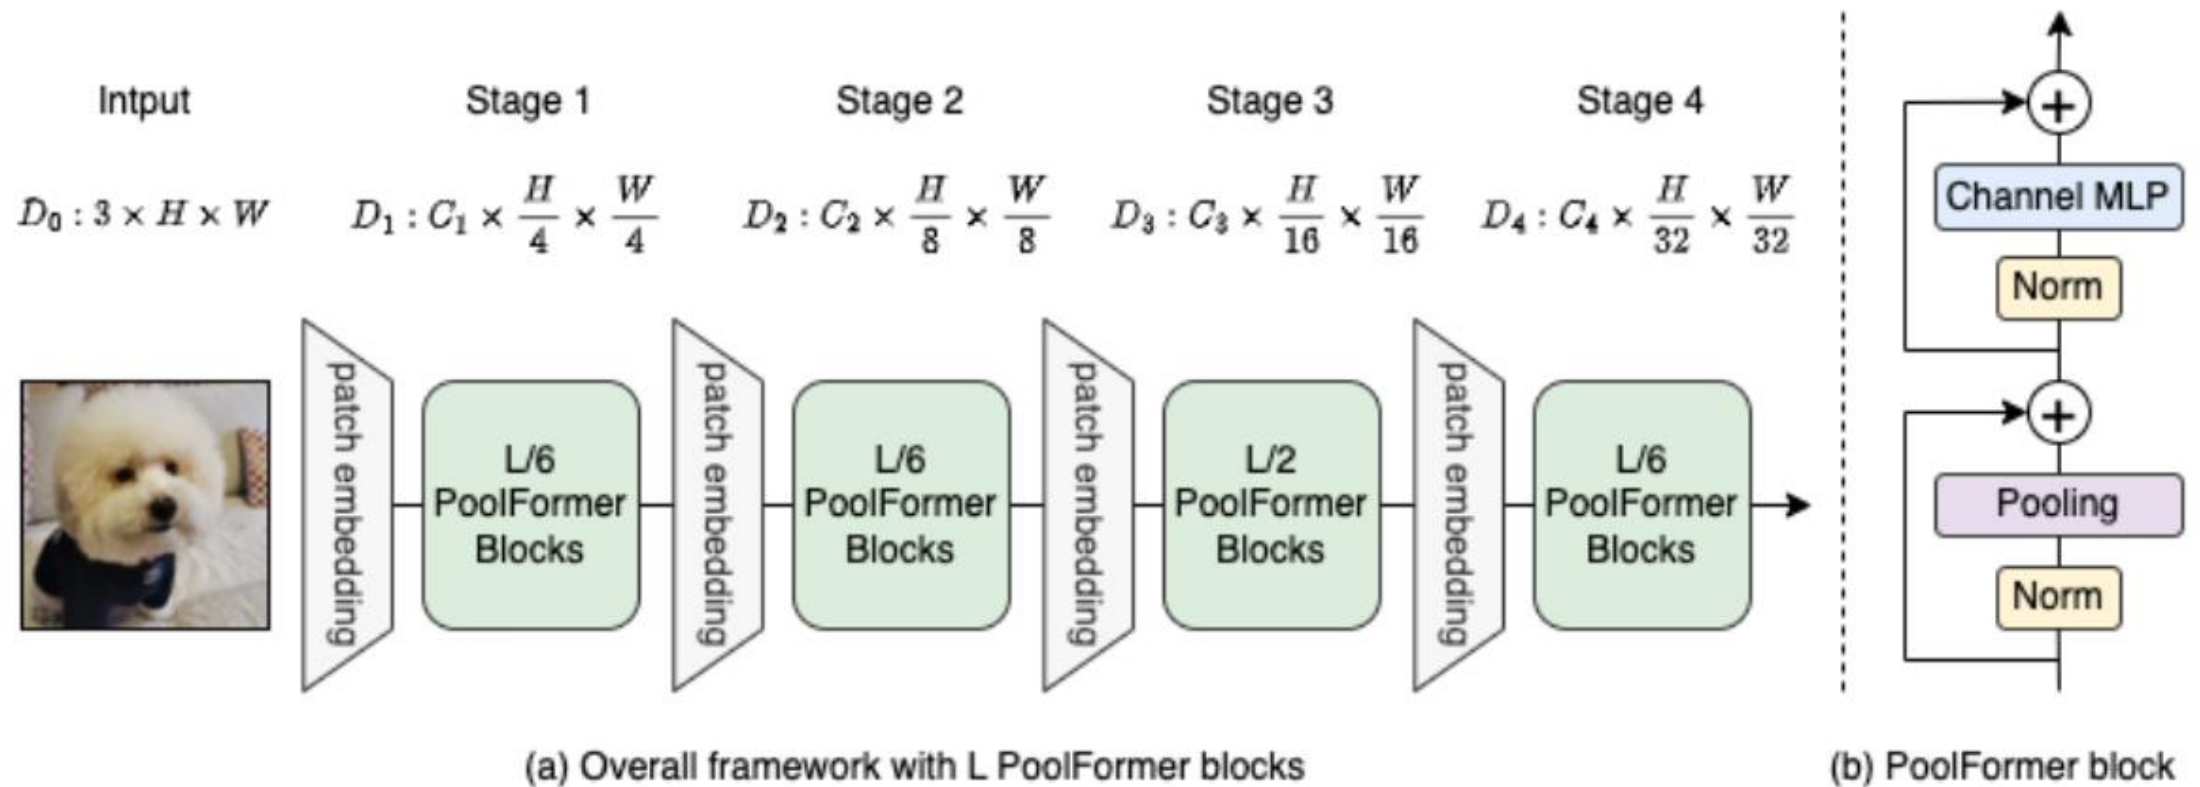 Intput
Stage 1
Stage 2
Stage 3
Stage 4
D₀ : 3 × H × W
D₁ : C₁ × H/4 × W/4
D₂ : C₂ × H/8 × W/8
D₃ : C₃ × H/16 × W/16
D₄ : C₄ × H/32 × W/32
patch embedding
L/6
PoolFormer
Blocks
patch embedding
L/6
PoolFormer
Blocks
patch embedding
L/2
PoolFormer
Blocks
patch embedding
L/6
PoolFormer
Blocks
(a) Overall framework with L PoolFormer blocks
+
Channel MLP
Norm
+
Pooling
Norm
(b) PoolFormer block